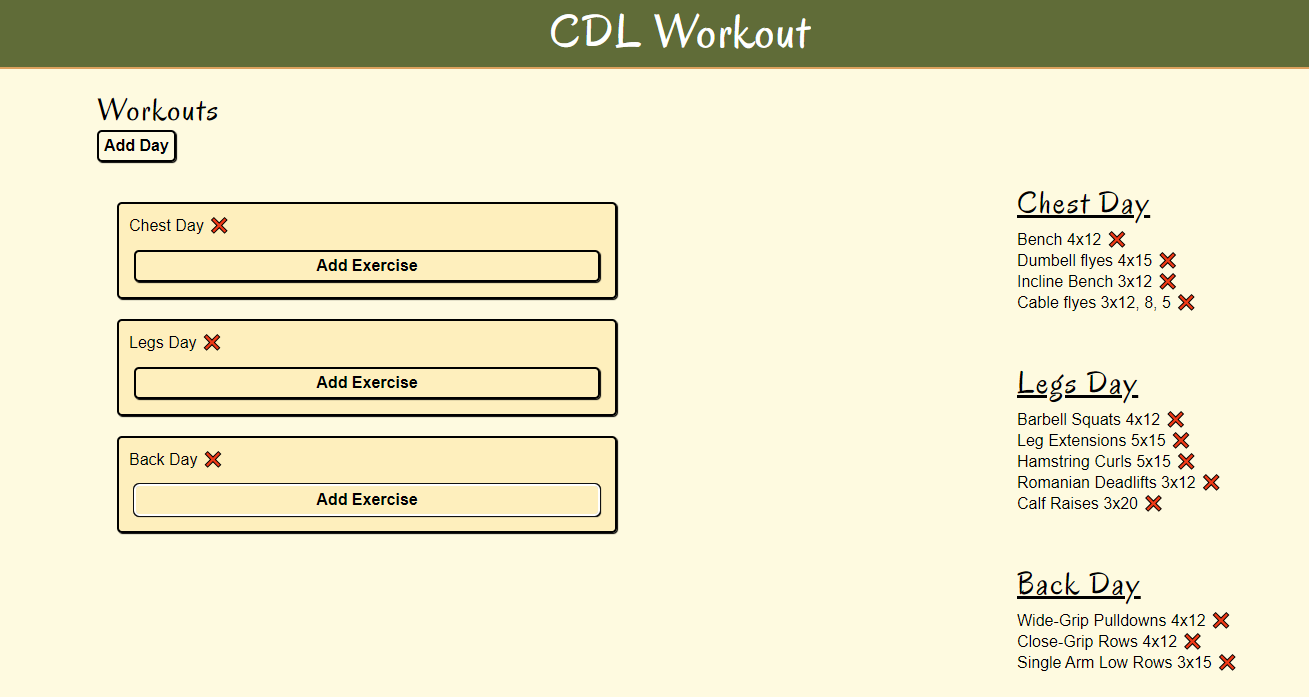 CDL Workout
Workouts
Add Day
Chest Day
Add Exercise
Legs Day
Add Exercise
Back Day
Add Exercise
Chest Day
Bench 4x12
Dumbell flyes 4x15
Incline Bench 3x12
Cable flyes 3x12, 8, 5
Legs Day
Barbell Squats 4x12
Leg Extensions 5x15
Hamstring Curls 5x15
Romanian Deadlifts 3x12
Calf Raises 3x20
Back Day
Wide-Grip Pulldowns 4x12
Close-Grip Rows 4x12
Single Arm Low Rows 3x15